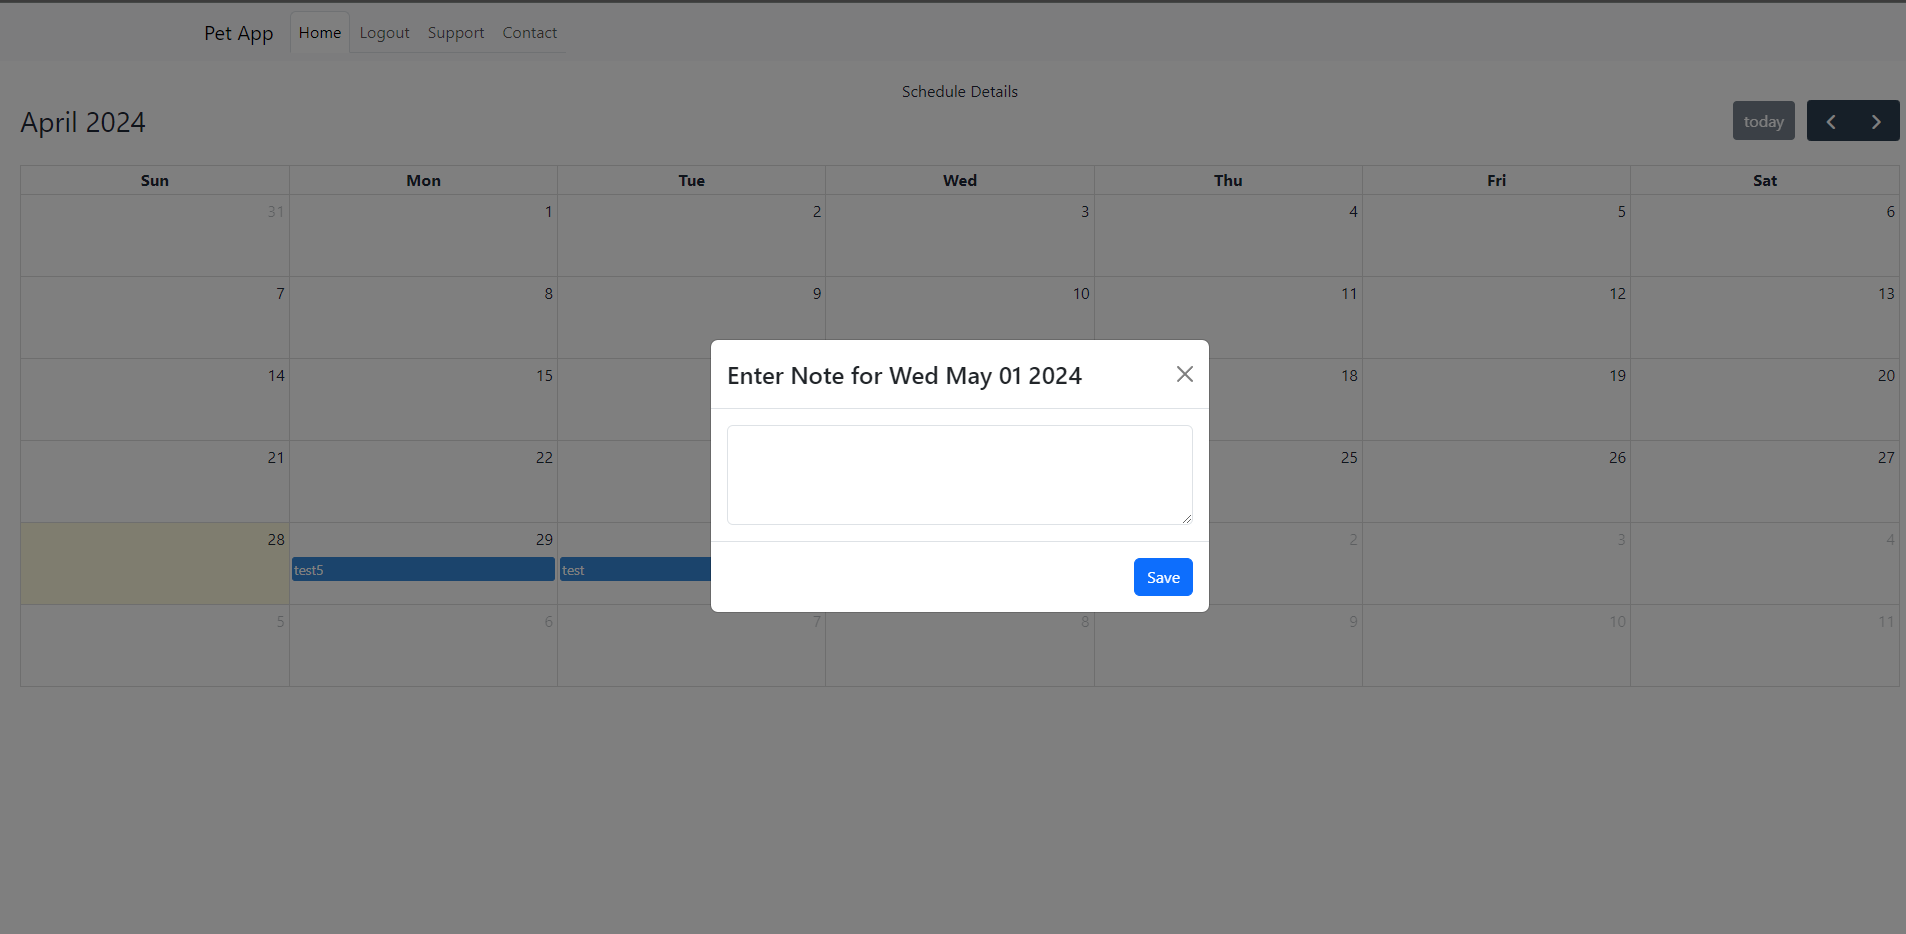 Pet App Home Logout Support Contact
Schedule Details
April 2024
today
Sun Mon Tue Wed Thu Fri Sat
31 1 2 3 4 5 6
7 8 9 10 11 12 13
14 15 18 19 20
Enter Note for Wed May 01 2024
21 22 25 26 27
28 29 2 3 4
test5 test
Save
5 6 7 8 9 10 11